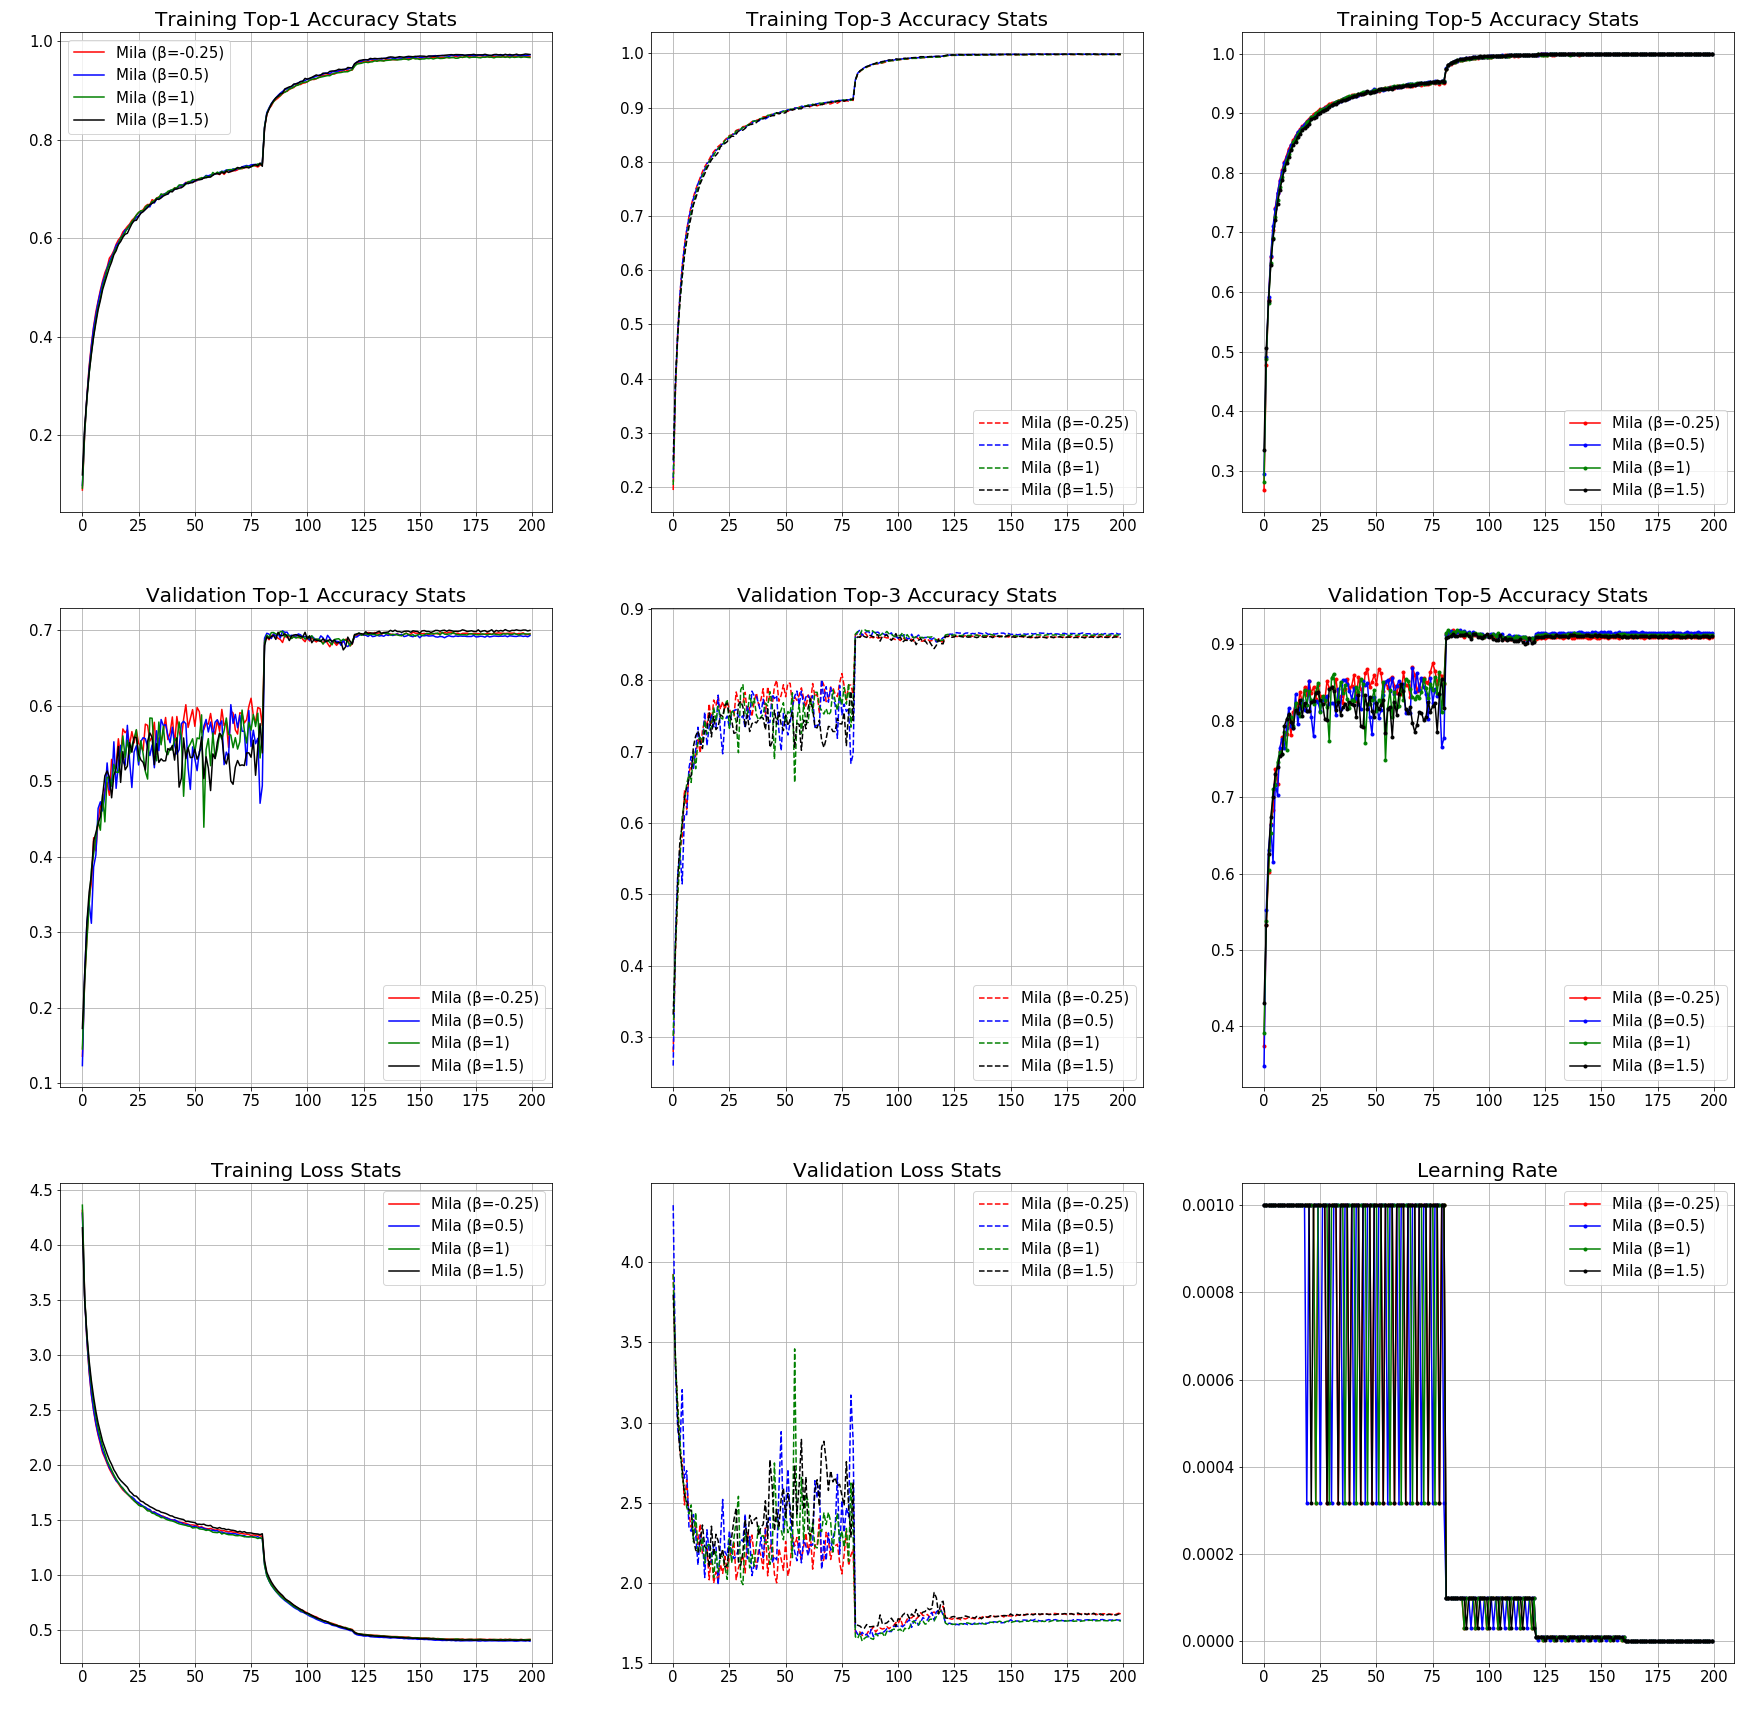 Training Top-1 Accuracy Stats
1.0
0.8
0.6
0.4
0.2
Mila (β=-0.25)
Mila (β=0.5)
Mila (β=1)
Mila (β=1.5)
0 25 50 75 100 125 150 175 200
Training Top-3 Accuracy Stats
1.0
0.9
0.8
0.7
0.6
0.5
0.4
0.3
0.2
Mila (β=-0.25)
Mila (β=0.5)
Mila (β=1)
Mila (β=1.5)
0 25 50 75 100 125 150 175 200
Training Top-5 Accuracy Stats
1.0
0.9
0.8
0.7
0.6
0.5
0.4
0.3
Mila (β=-0.25)
Mila (β=0.5)
Mila (β=1)
Mila (β=1.5)
0 25 50 75 100 125 150 175 200
Validation Top-1 Accuracy Stats
0.7
0.6
0.5
0.4
0.3
0.2
0.1
Mila (β=-0.25)
Mila (β=0.5)
Mila (β=1)
Mila (β=1.5)
0 25 50 75 100 125 150 175 200
Validation Top-3 Accuracy Stats
0.9
0.8
0.7
0.6
0.5
0.4
0.3
Mila (β=-0.25)
Mila (β=0.5)
Mila (β=1)
Mila (β=1.5)
0 25 50 75 100 125 150 175 200
Validation Top-5 Accuracy Stats
0.9
0.8
0.7
0.6
0.5
0.4
Mila (β=-0.25)
Mila (β=0.5)
Mila (β=1)
Mila (β=1.5)
0 25 50 75 100 125 150 175 200
Training Loss Stats
4.5
4.0
3.5
3.0
2.5
2.0
1.5
1.0
0.5
Mila (β=-0.25)
Mila (β=0.5)
Mila (β=1)
Mila (β=1.5)
0 25 50 75 100 125 150 175 200
Validation Loss Stats
4.0
3.5
3.0
2.5
2.0
1.5
Mila (β=-0.25)
Mila (β=0.5)
Mila (β=1)
Mila (β=1.5)
0 25 50 75 100 125 150 175 200
Learning Rate
0.0010
0.0008
0.0006
0.0004
0.0002
0.0000
Mila (β=-0.25)
Mila (β=0.5)
Mila (β=1)
Mila (β=1.5)
0 25 50 75 100 125 150 175 200